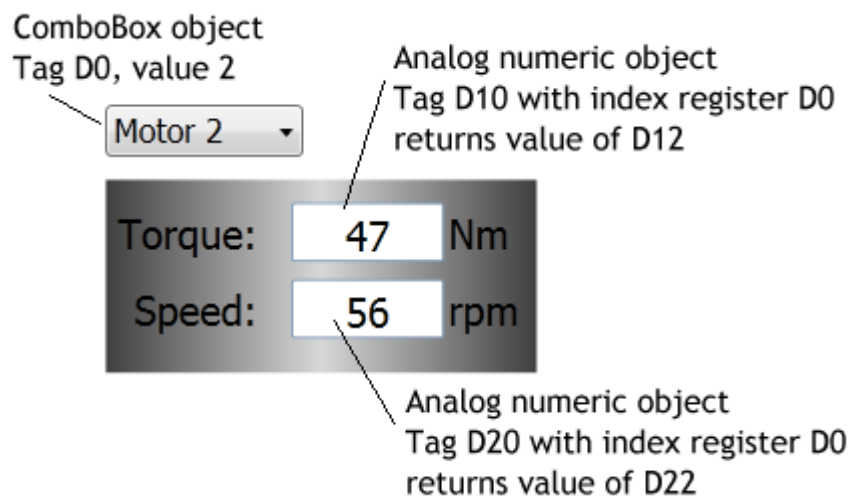 ComboBox object
Tag D0, value 2
Analog numeric object
Tag D10 with index register D0
returns value of D12
Motor 2
Torque: 47 Nm
Speed: 56 rpm
Analog numeric object
Tag D20 with index register D0
returns value of D22